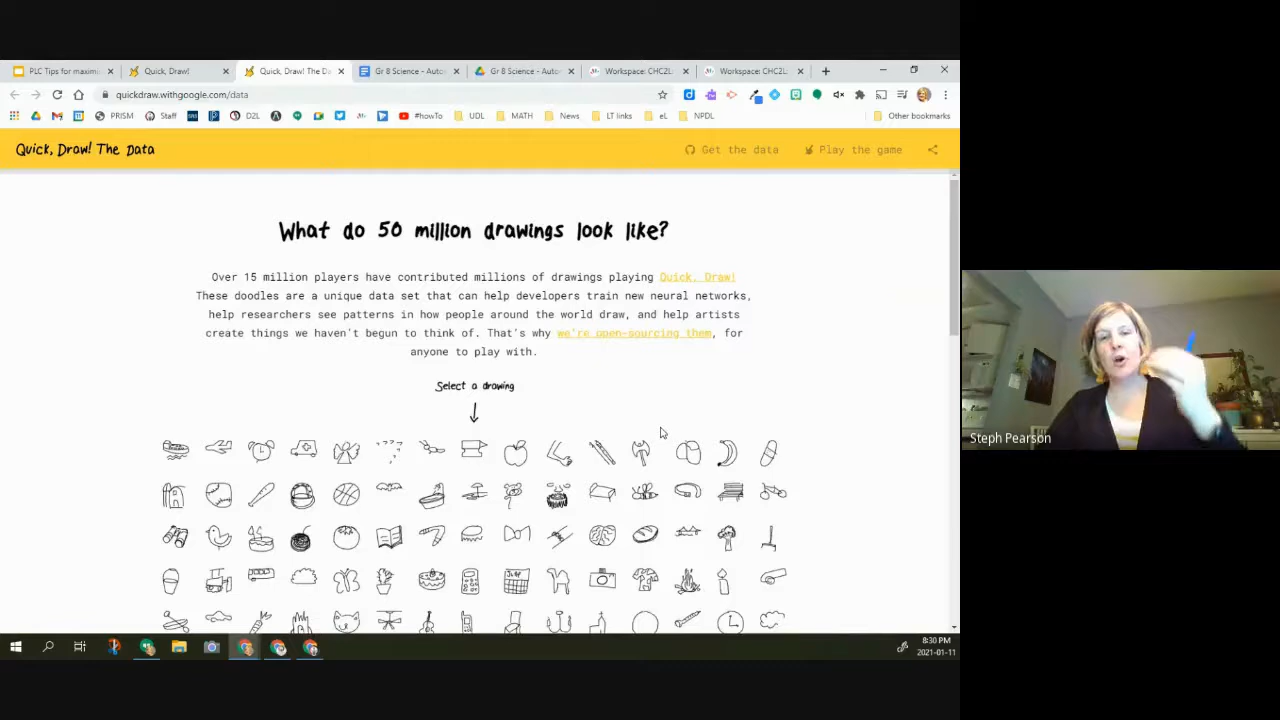 PLC Tips for maximi
Quick, Draw!
Quick, Draw! The Da
Gr 8 Science - Auto
Gr 8 Science - Auto
Workspace: CHC2L
Workspace: CHC2L
quickdraw.withgoogle.com/data
PRISM
Staff
D2L
#howTo
UDL
MATH
News
LT links
eL
NPDL
Other bookmarks
Quick, Draw! The Data
Get the data
Play the game
What do 50 million drawings look like?
Over 15 million players have contributed millions of drawings playing Quick, Draw!
These doodles are a unique data set that can help developers train new neural networks,
help researchers see patterns in how people around the world draw, and help artists
create things we haven't begun to think of. That's why we're open-sourcing them, for
anyone to play with.
Select a drawing
Steph Pearson
8:30 PM
2021-01-11